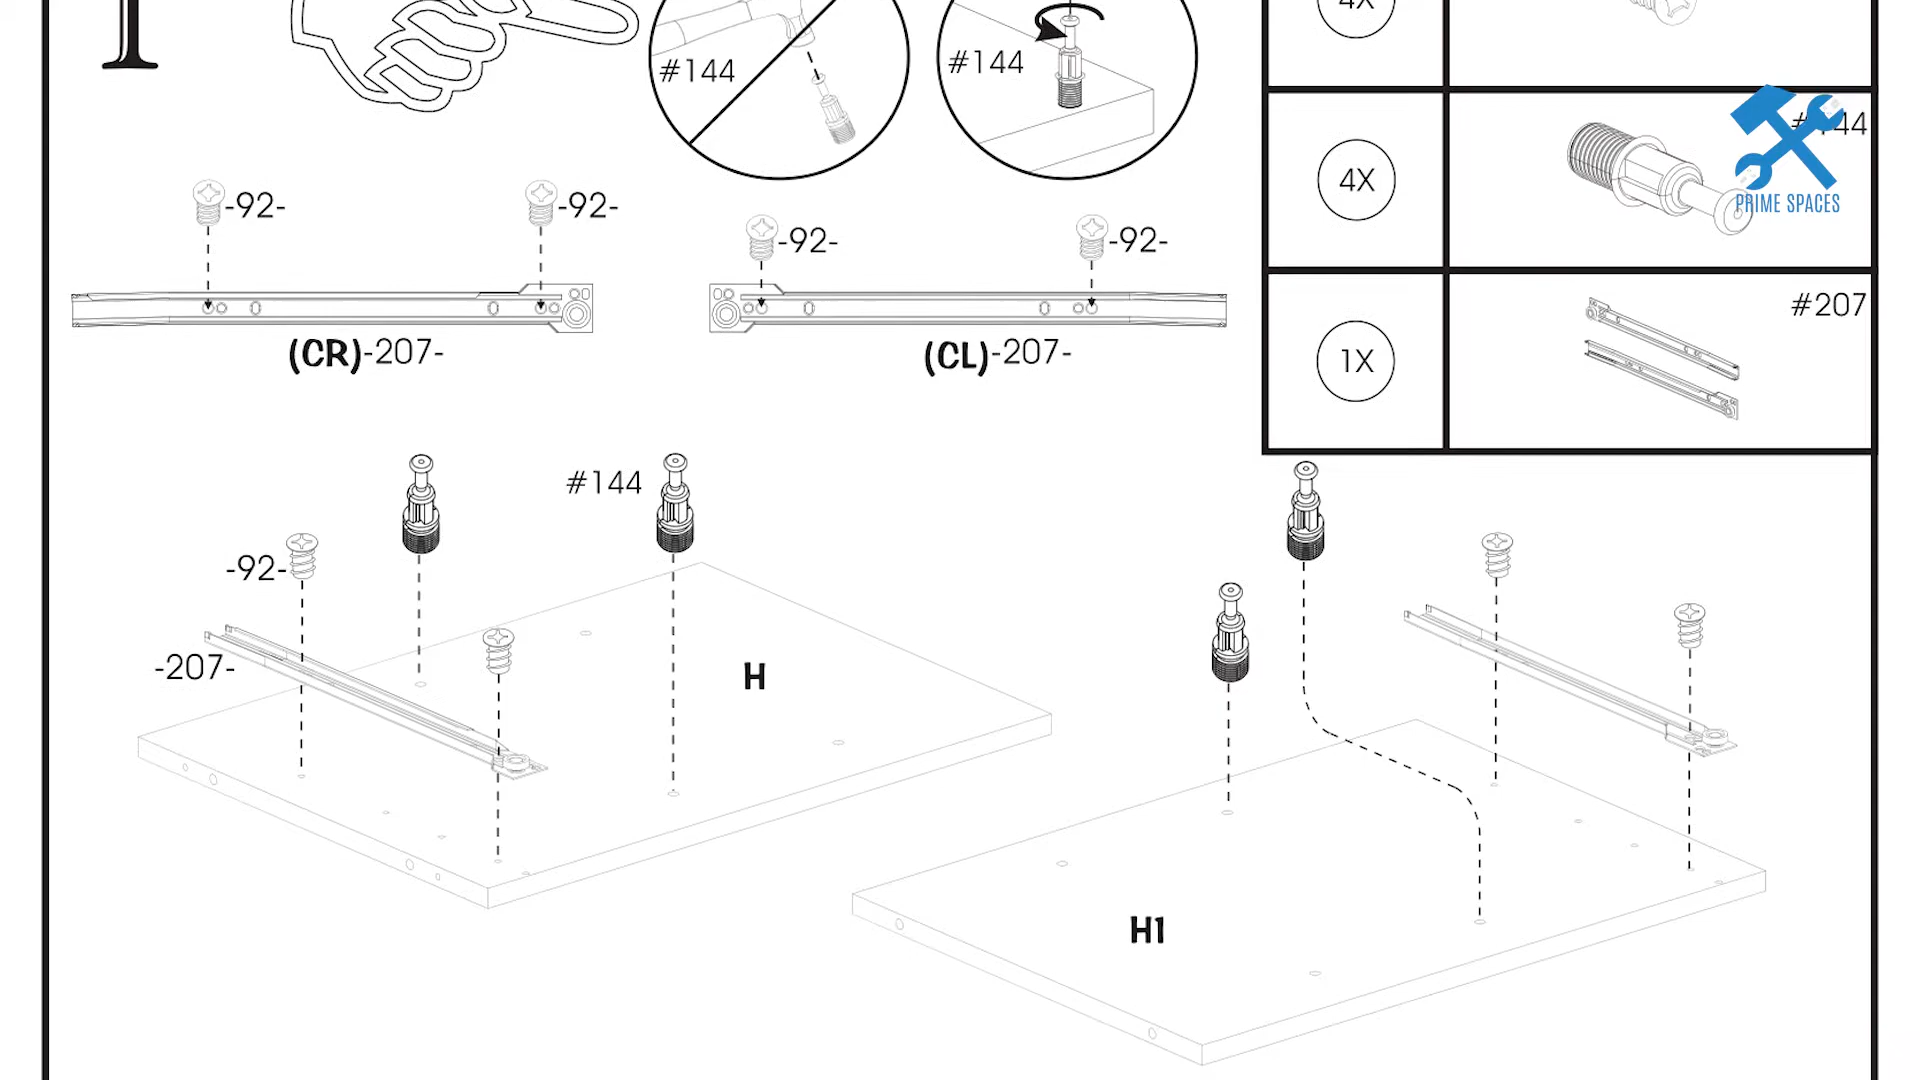 1
#144
#144
4X
4X
#144
PRIME SPACES
-92-
-92-
-92-
-92-
(CR)-207-
(CL)-207-
1X
#207
#144
-92-
-207-
H
H1